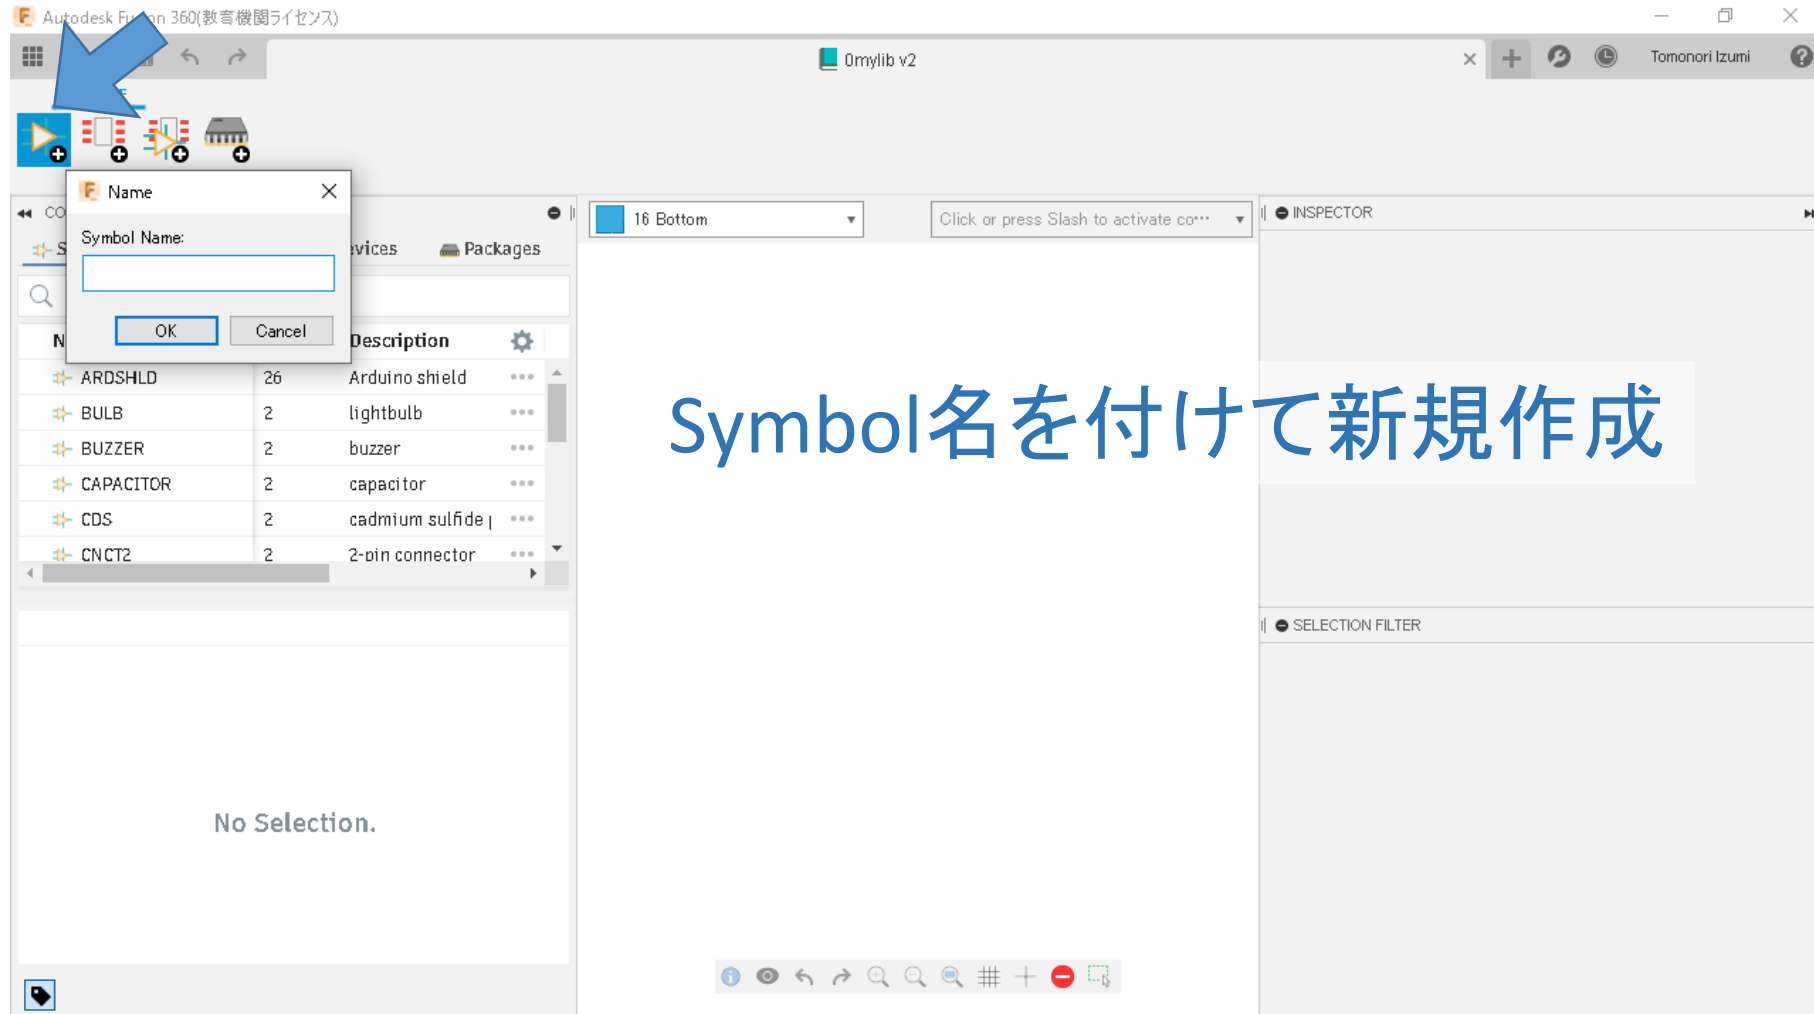 Autodesk Fusion 360(教育機関ライセンス)
0mylib v2
Tomonori Izumi
Name
Symbol Name:
OK
Cancel
Packages
Description
ARDSHLD 26 Arduino shield
BULB 2 lightbulb
BUZZER 2 buzzer
CAPACITOR 2 capacitor
CDS 2 cadmium sulfide
CNCT2 2 2-pin connector
No Selection.
16 Bottom
Click or press Slash to activate co…
INSPECTOR
Symbol名を付けて新規作成
SELECTION FILTER